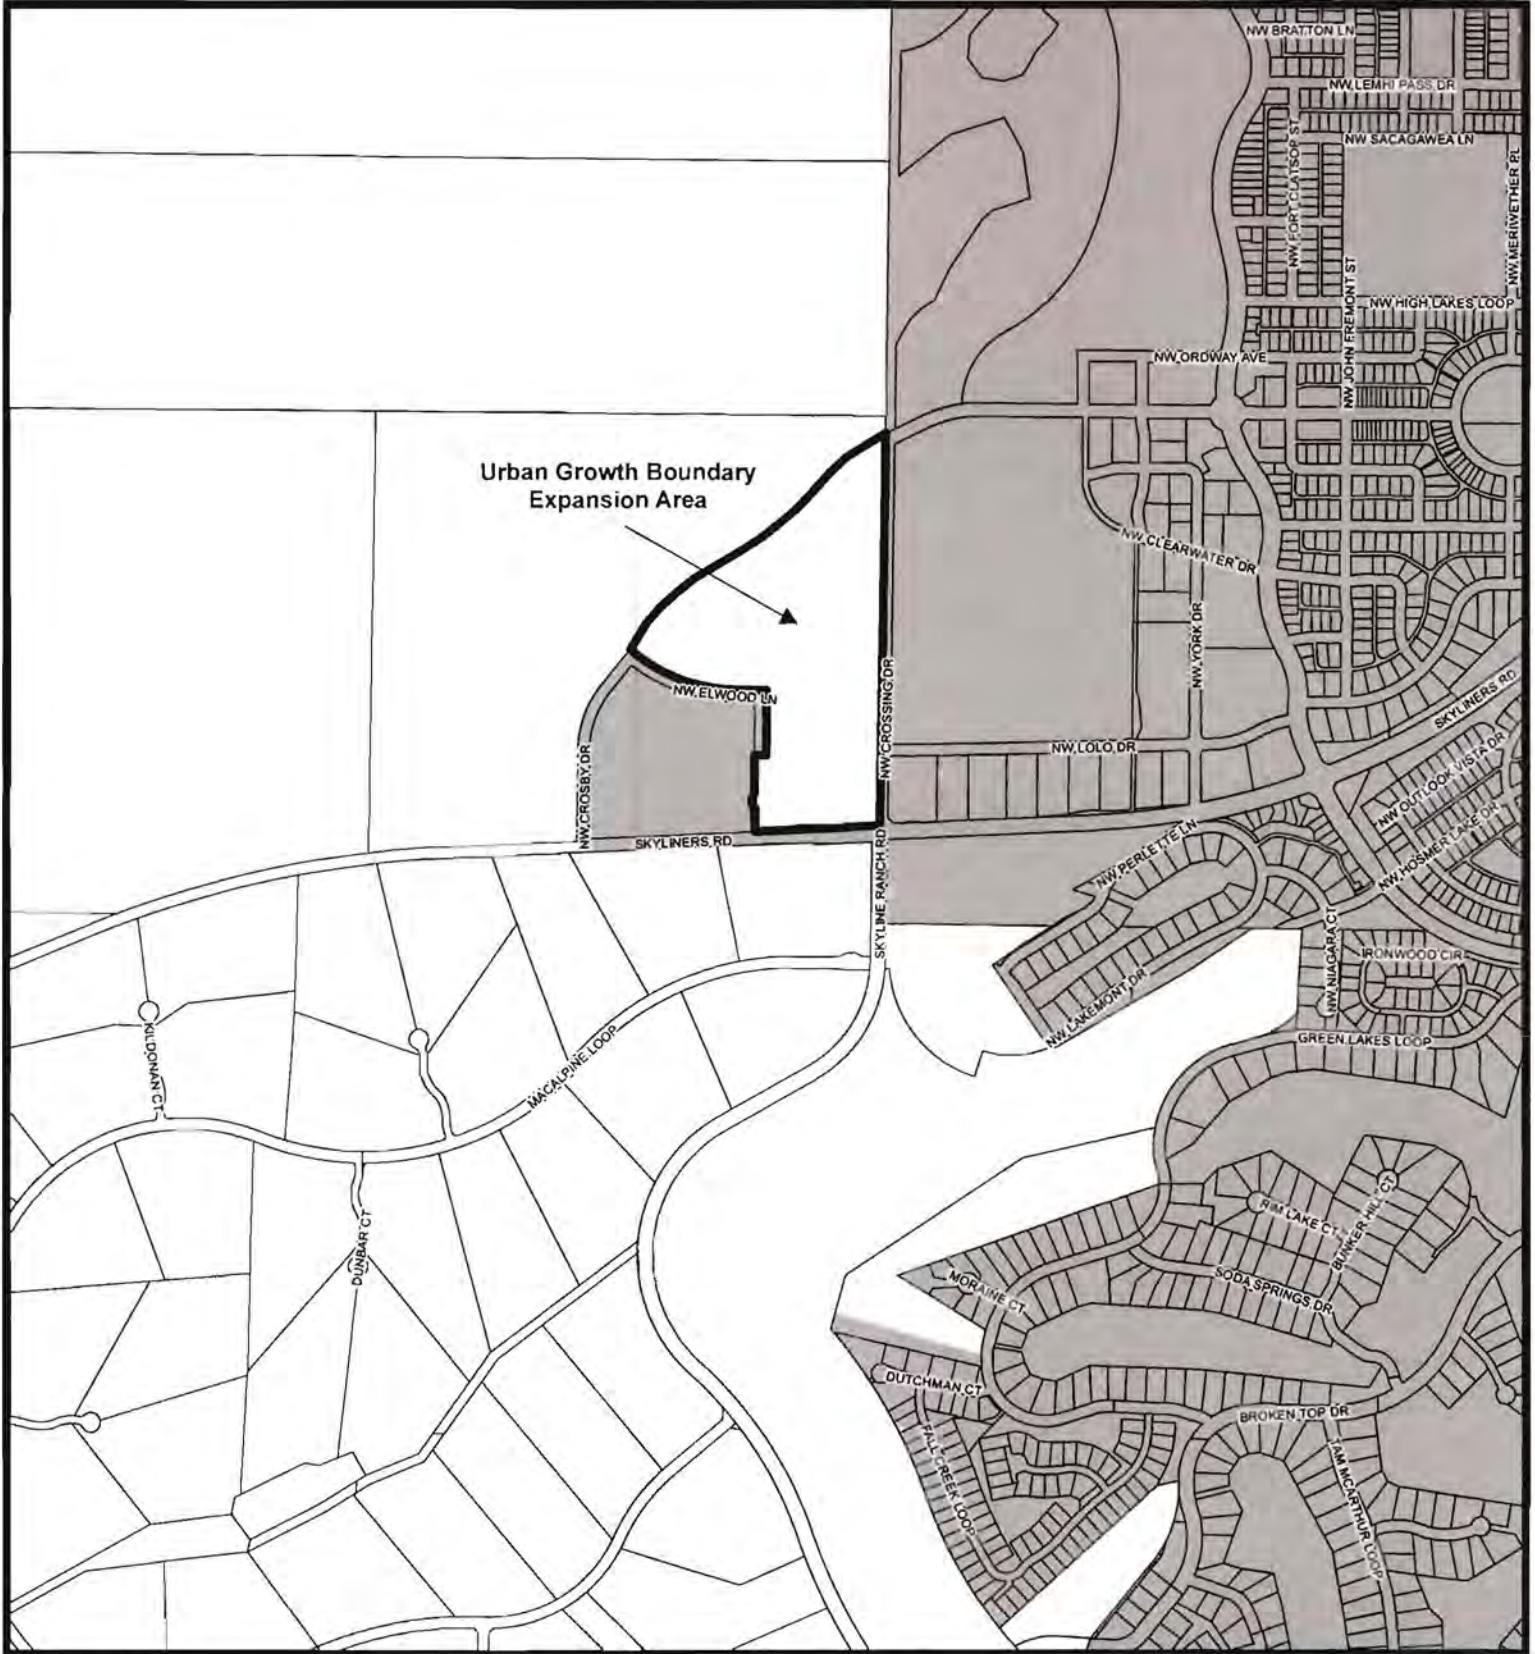 NW BRATTON LN
NW LEMHI PASS DR
NW SACAGAWEA LN
NW FORT CLATSOP ST
NW MERIWETHER PL
NW JOHN FREMONT ST
NW HIGH LAKES LOOP
NW ORDWAY AVE
Urban Growth Boundary
Expansion Area
NW CLEARWATER DR
NW YORK DR
NW ELWOOD LN
NW CROSSING DR
SKYLINERS RD
NW LOLO DR
NW CROSBY DR
NW OUTLOOK VISTA DR
SKYLINERS RD
NW PERLETTE LN
NW HOSMER LAKE DR
SKYLINE RANCH RD
NW NIAGARA CT
IRONWOOD CIR
NW LAKEMONT DR
GREEN LAKES LOOP
KILDONAN CT
MACALPINE LOOP
DUNBAR CT
RIM LAKE CT
BUNKER HILL CT
MORAINE CT
SODA SPRINGS DR
DUTCHMAN CT
BROKEN TOP DR
FALL CREEK LOOP
TAM MCARTHUR LOOP